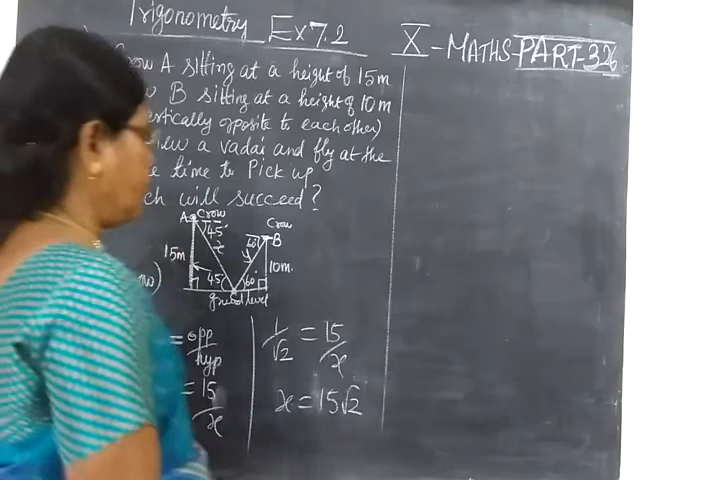 Trigonometry Ex 7.2
X - MATHS - PART - 326
Crow A sitting at a height of 15m
B sitting at a height of 10m
vertically opposite to each other)
view a vadai and fly at the
time to Pick up
will succeed?
A Crow
45°
x
15m
45°
Crow
B
60°
10m
60°
ground level
= opp/hyp
= 15/x
1/√2 = 15/x
x = 15√2